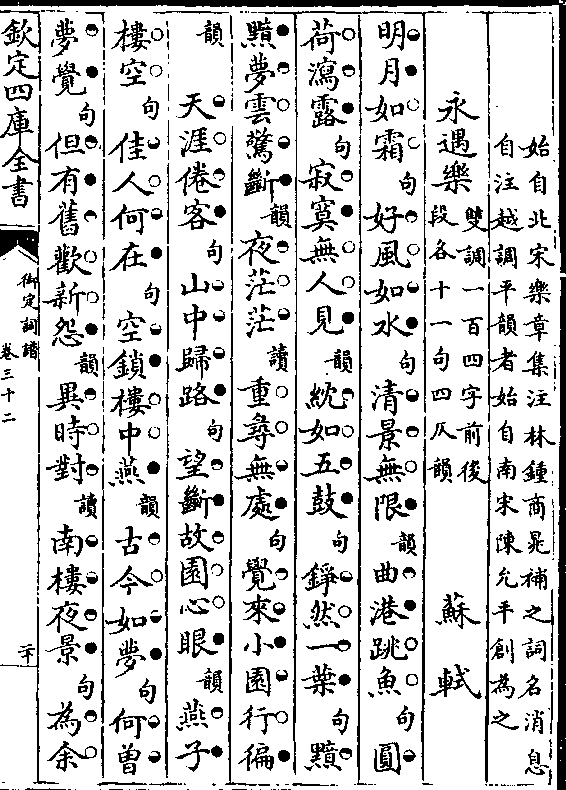 始自北宋樂章集注林鍾商晁補之詞名消息
自注越調平韻者始自南宋陳允平創為之
永遇樂 雙調一百四字前後
段各十一句四仄韻 蘇軾
明月如霜句好風如水句清景無限韻曲港跳魚句圓
荷瀉露句寂寞無人見韻紞如五鼓句錚然一葉句黯
黯夢雲驚斷韻夜茫茫讀重尋無處句覺來小園行徧
韻 天涯倦客句山中歸路句望斷故園心眼韻燕子
樓空句佳人何在句空鎖樓中燕韻古今如夢句何曾
夢覺句但有舊歡新怨韻異時對讀南樓夜景句為余
欽定四庫全書 御定詞譜 卷三十二 二十